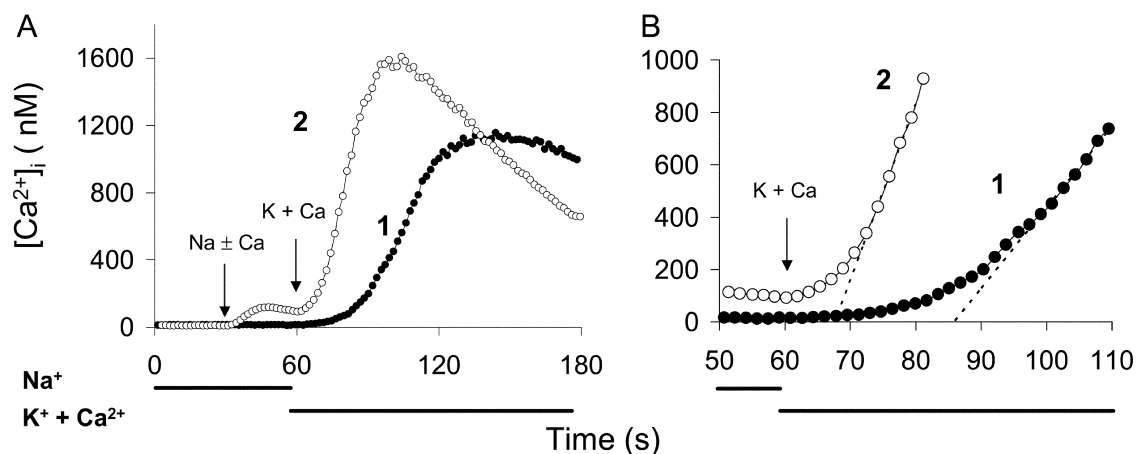 A
B
[Ca²⁺]ᵢ ( nM)
1600
1200
800
400
0
2
1
Na ± Ca
K + Ca
0 60 120 180
1000
800
600
400
200
0
2
1
K + Ca
50 60 70 80 90 100 110
Na⁺
K⁺ + Ca²⁺
Time (s)